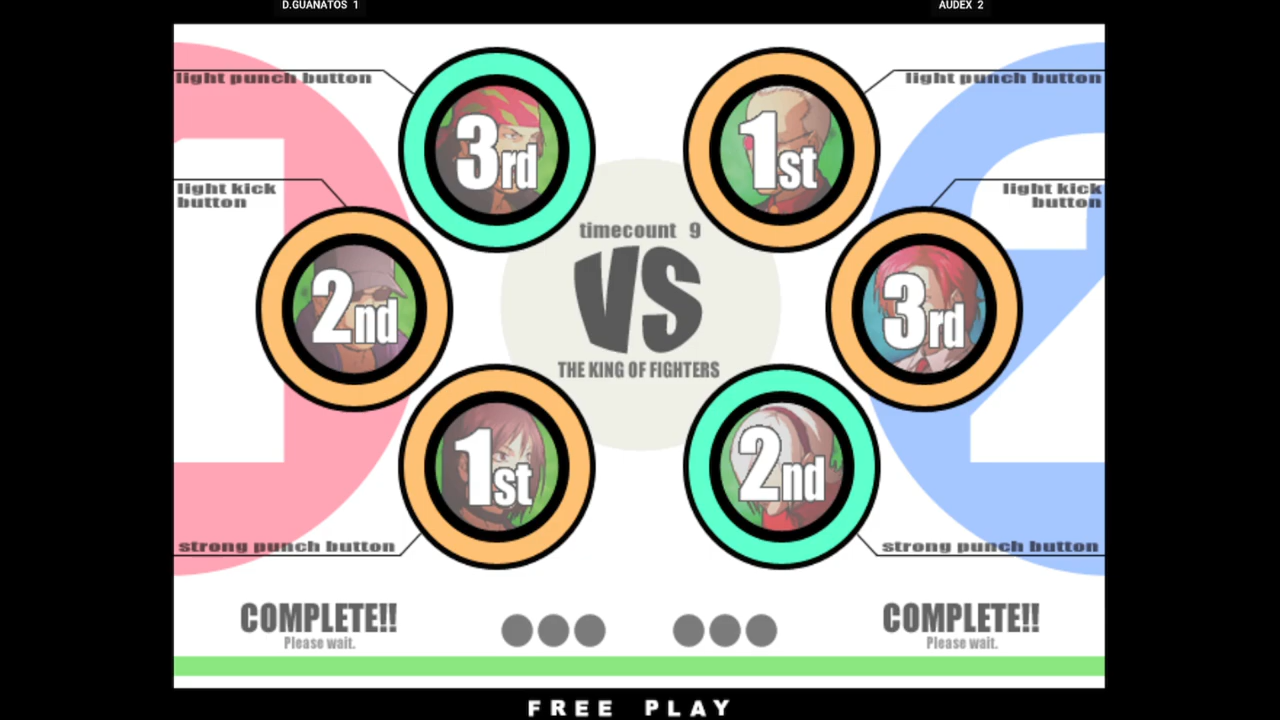 D.GUANATOS 1
AUDEX 2
light punch button
light punch button
3rd
1st
light kick
button
light kick
button
timecount 9
2nd
VS
3rd
THE KING OF FIGHTERS
1
2
1st
2nd
strong punch button
strong punch button
COMPLETE!!
Please wait.
COMPLETE!!
Please wait.
FREE PLAY